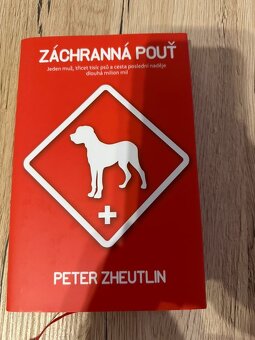 ZÁCHRANNÁ POUŤ
Jeden muž, třicet tisíc psů a cesta poslední naděje
dlouhá milion mil
PETER ZHEUTLIN